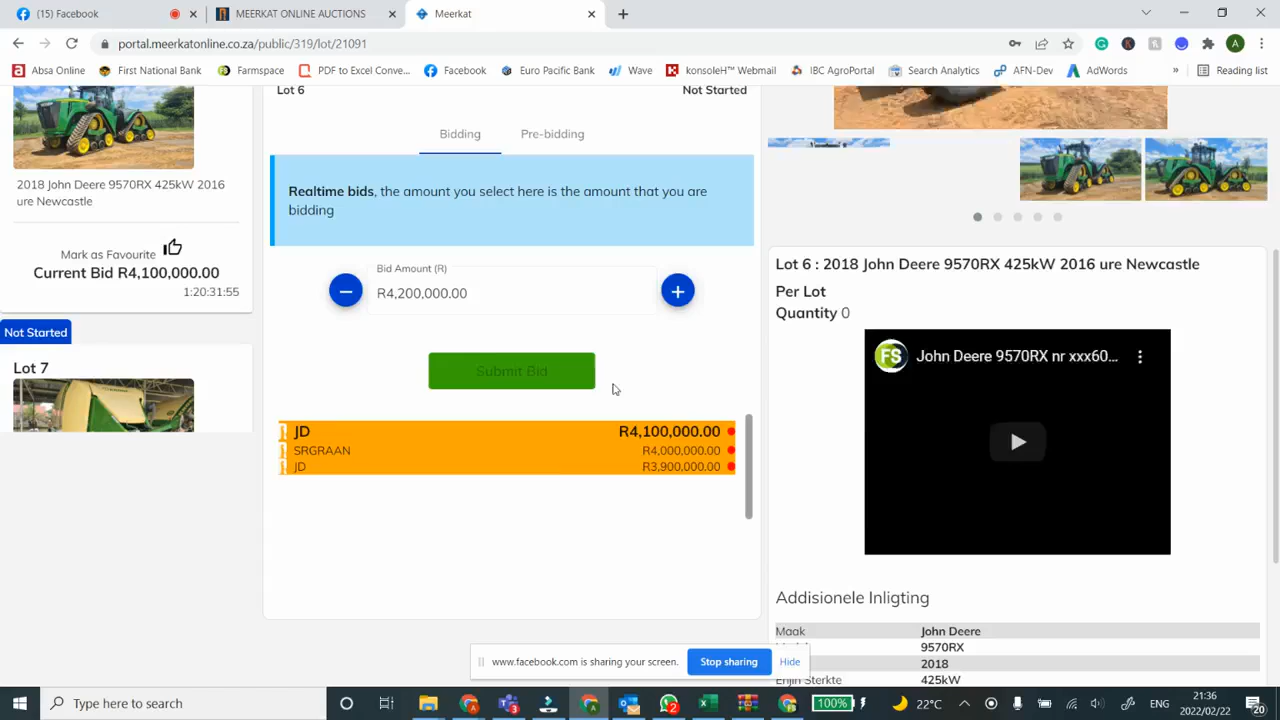 (15) Facebook
MEERKAT ONLINE AUCTIONS
Meerkat
portal.meerkatonline.co.za/public/319/lot/21091
A
Absa Online
First National Bank
Farmspace
PDF to Excel Conve...
Facebook
Euro Pacific Bank
Wave
konsoleH™ Webmail
IBC AgroPortal
Search Analytics
AFN-Dev
AdWords
»
Reading list
2018 John Deere 9570RX 425kW 2016
ure Newcastle
Mark as Favourite
Current Bid R4,100,000.00
1:20:31:55
Not Started
Lot 7
Lot 6
Not Started
Bidding
Pre-bidding
Realtime bids, the amount you select here is the amount that you are
bidding
Bid Amount (R)
− R4,200,000.00 +
Submit Bid
JD R4,100,000.00
SRGRAAN R4,000,000.00
JD R3,900,000.00
Lot 6 : 2018 John Deere 9570RX 425kW 2016 ure Newcastle
Per Lot
Quantity 0
FS John Deere 9570RX nr xxx60...
Addisionele Inligting
Maak John Deere
9570RX
2018
Enjin Sterkte 425kW
www.facebook.com is sharing your screen.
Stop sharing
Hide
Type here to search
2
100%
22°C
ENG
21:36
2022/02/22
20